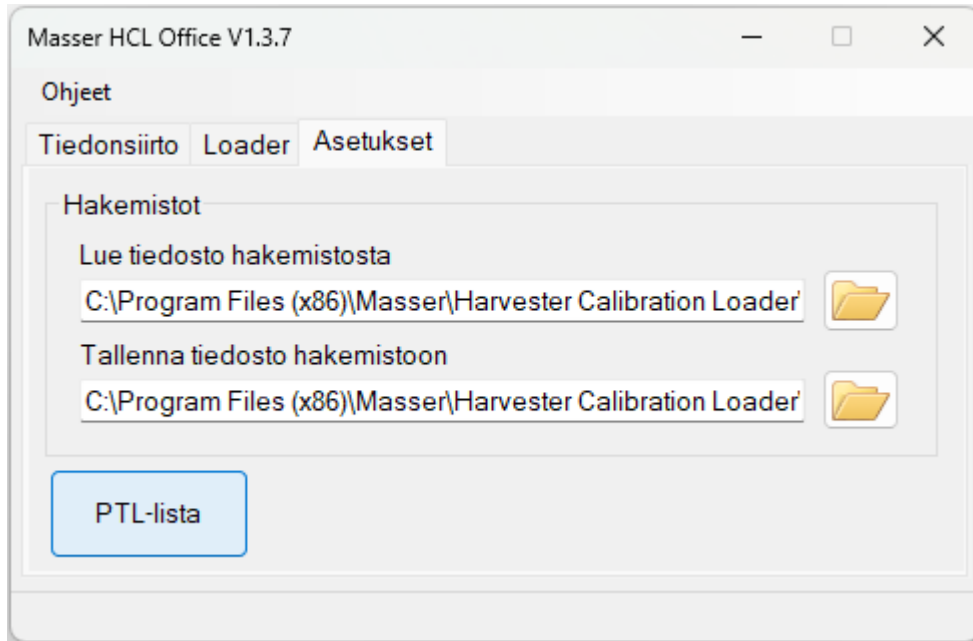 Masser HCL Office V1.3.7
Ohjeet
Tiedonsiirto Loader Asetukset
Hakemistot
Lue tiedosto hakemistosta
C:\Program Files (x86)\Masser\Harvester Calibration Loader\
Tallenna tiedosto hakemistoon
C:\Program Files (x86)\Masser\Harvester Calibration Loader\
PTL-lista